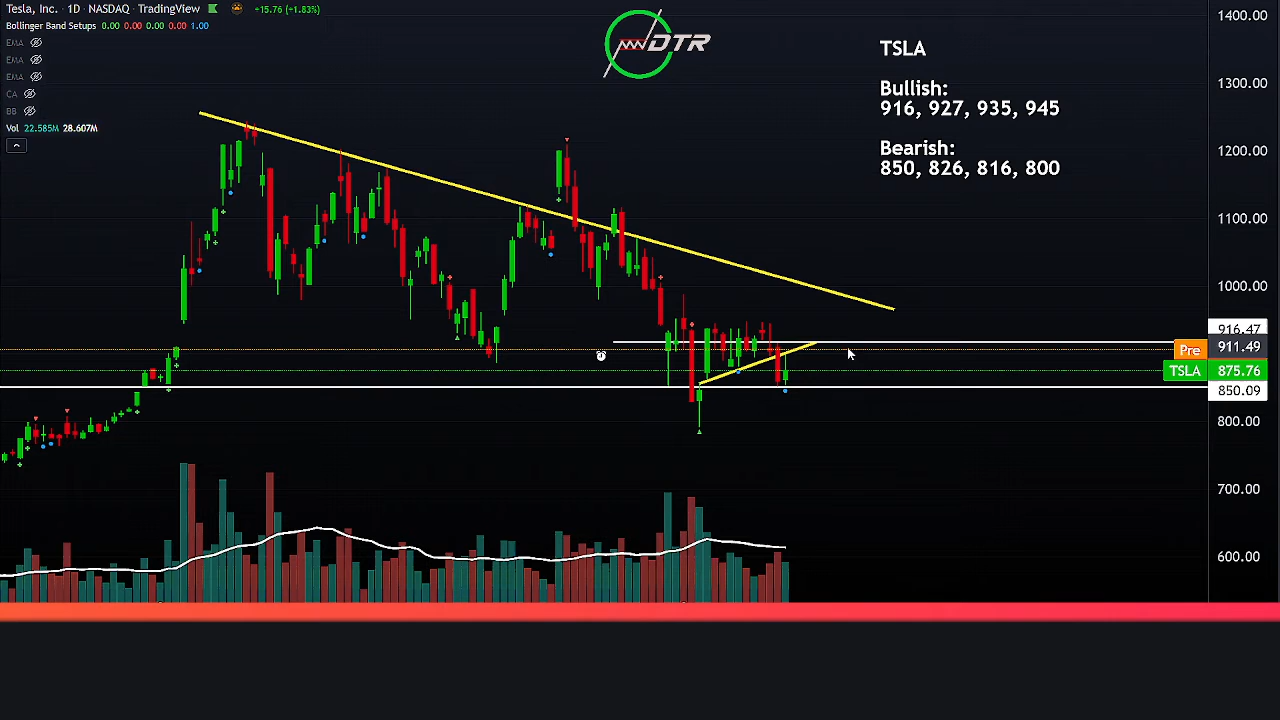 Tesla, Inc. · 1D · NASDAQ · TradingView +15.76 (+1.83%)
Bollinger Band Setups 0.00 0.00 0.00 0.00 1.00
EMA
EMA
EMA
CA
BB
Vol 22.585M 28.607M
DTR
TSLA
Bullish:
916, 927, 935, 945
Bearish:
850, 826, 816, 800
1400.00
1300.00
1200.00
1100.00
1000.00
916.47
Pre 911.49
TSLA 875.76
850.09
800.00
700.00
600.00